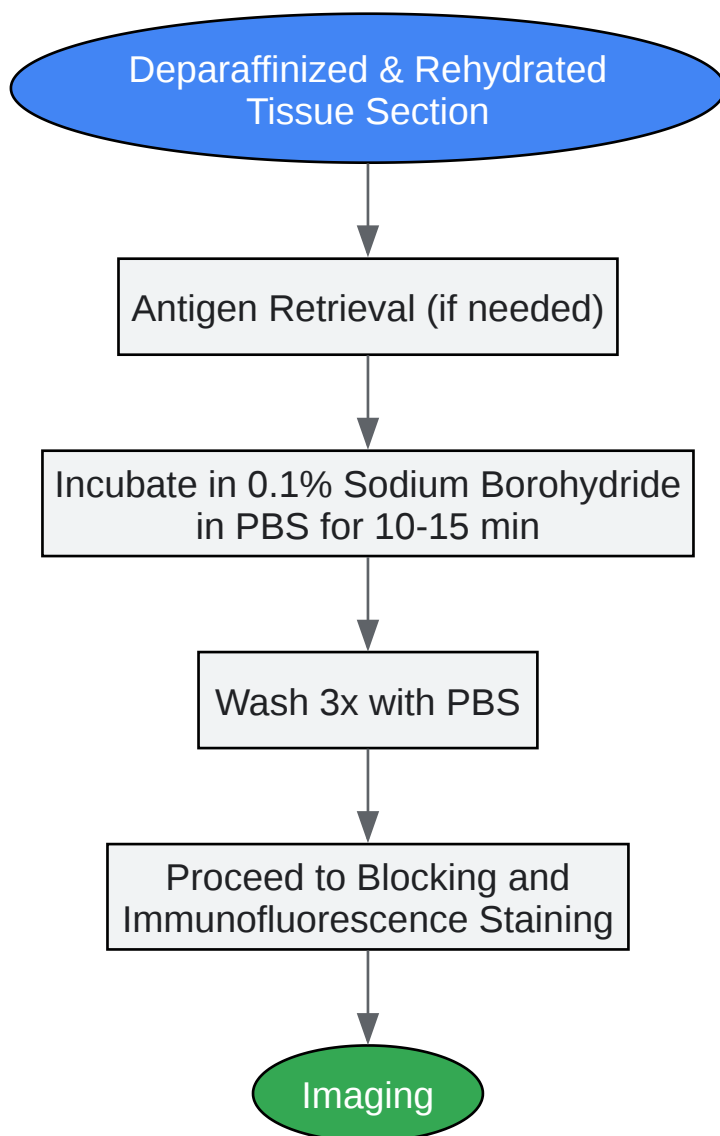 Deparaffinized & Rehydrated
Tissue Section
Antigen Retrieval (if needed)
Incubate in 0.1% Sodium Borohydride
in PBS for 10-15 min
Wash 3x with PBS
Proceed to Blocking and
Immunofluorescence Staining
Imaging